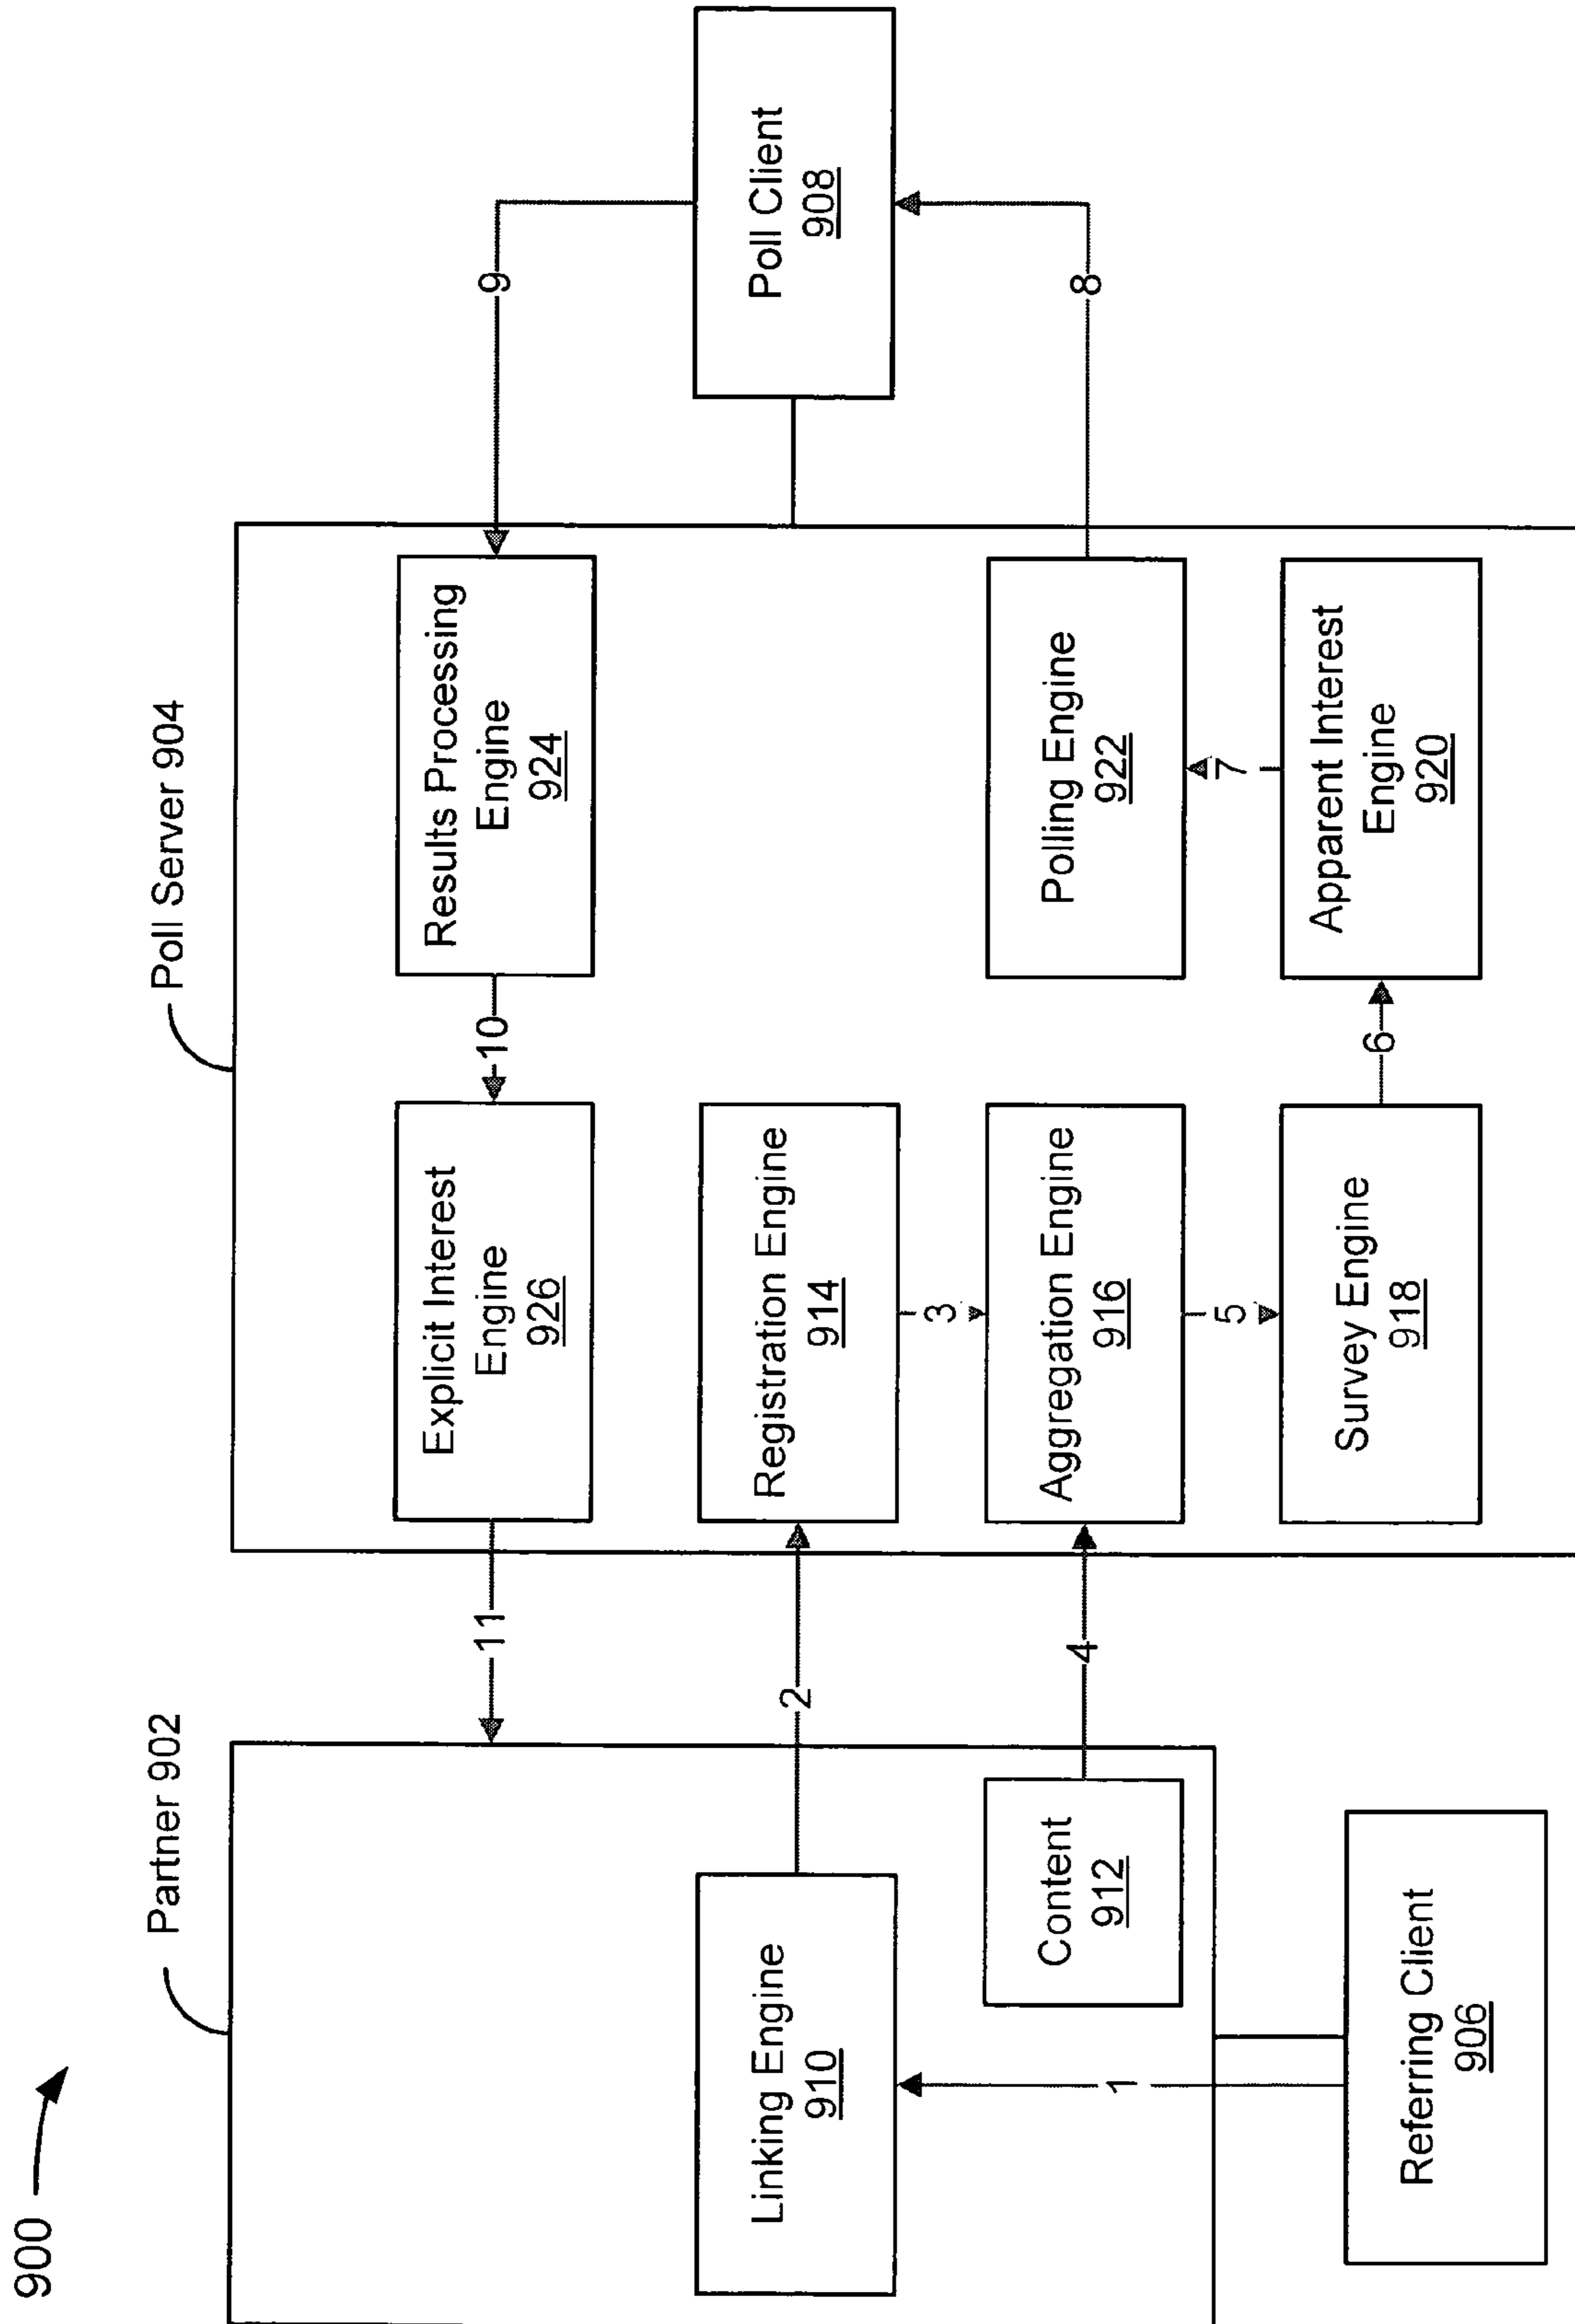 900
Partner 902
Poll Server 904
11
Explicit Interest
Engine
926
10
Results Processing
Engine
924
9
Linking Engine
910
2
Registration Engine
914
Poll Client
908
3
Content
912
4
Aggregation Engine
916
Polling Engine
922
8
1
5
7
Referring Client
906
Survey Engine
918
6
Apparent Interest
Engine
920